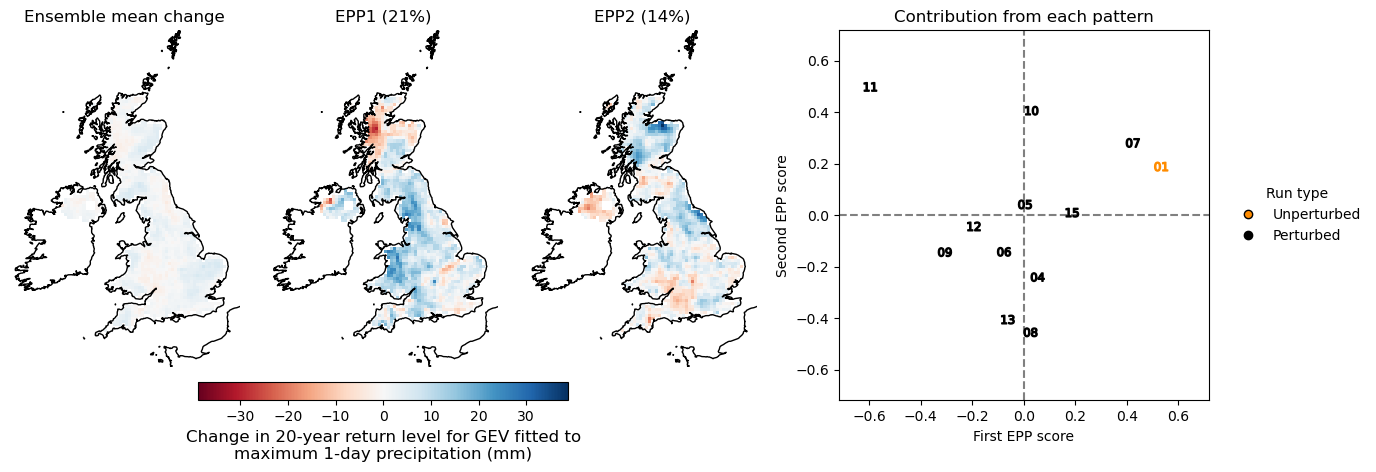 Ensemble mean change
EPP1 (21%)
EPP2 (14%)
Contribution from each pattern
−30 −20 −10 0 10 20 30
Change in 20-year return level for GEV fitted to
maximum 1-day precipitation (mm)
Second EPP score
0.6
0.4
0.2
0.0
−0.2
−0.4
−0.6
11
10
07
01
05
15
12
09
06
04
13
08
−0.6 −0.4 −0.2 0.0 0.2 0.4 0.6
First EPP score
Run type
Unperturbed
Perturbed